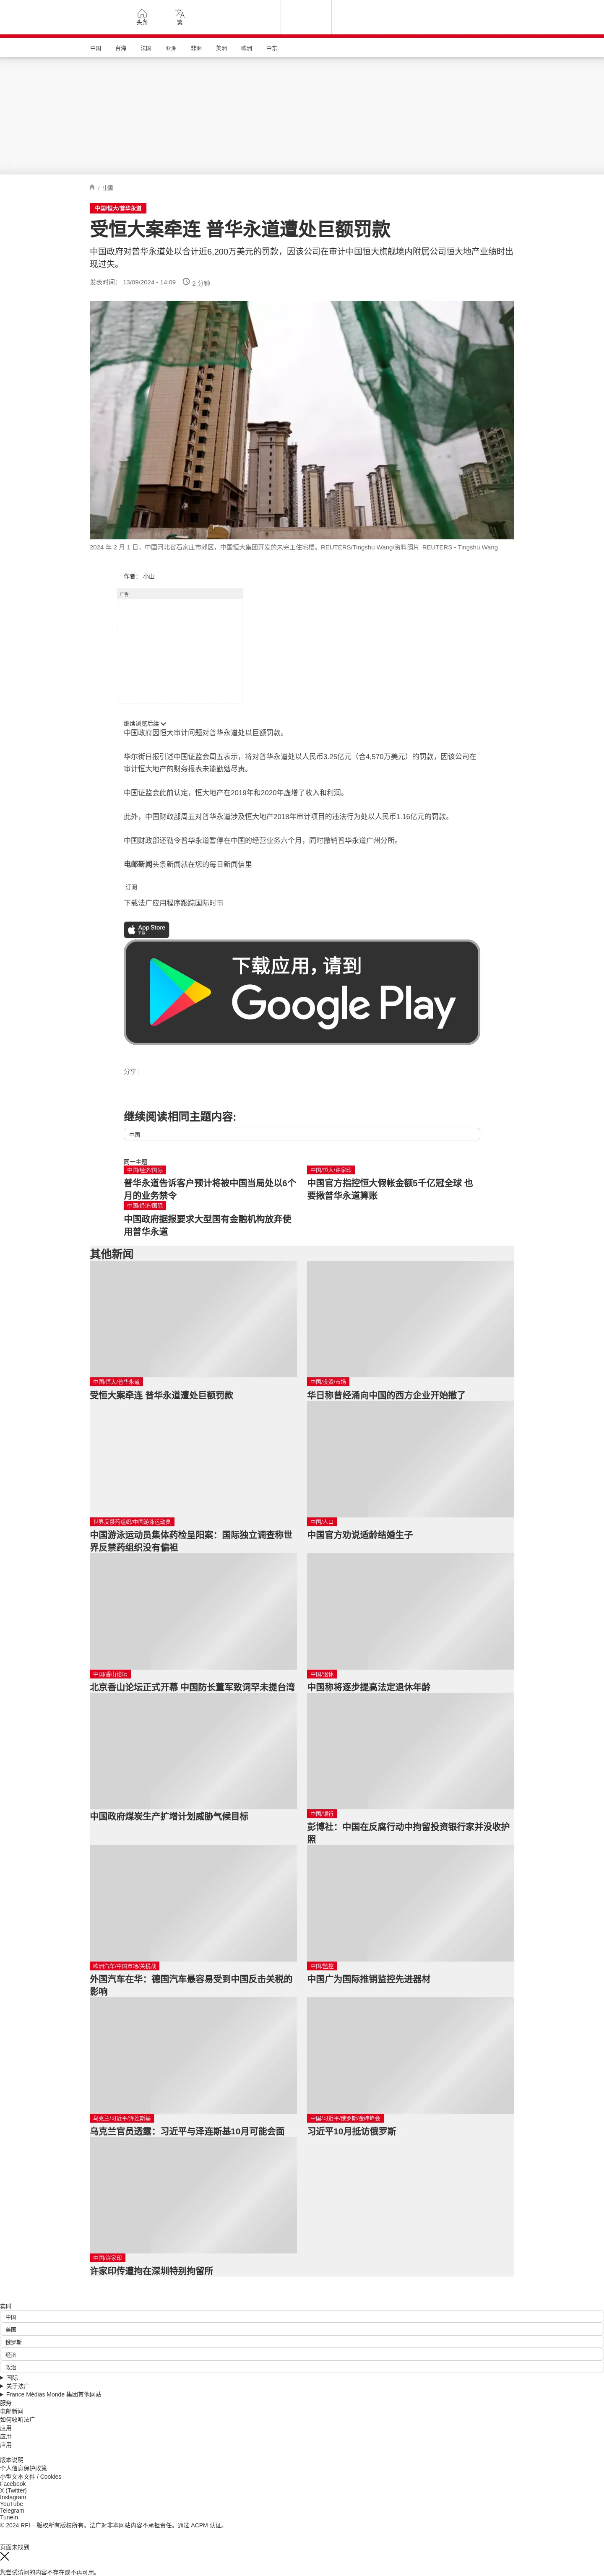 头条
繁
中国
台海
法国
亚洲
非洲
美洲
欧洲
中东
/ 中国
中国/恒大/普华永道
受恒大案牵连 普华永道遭处巨额罚款
中国政府对普华永道处以合计近6,200万美元的罚款，因该公司在审计中国恒大旗舰境内附属公司恒大地产业绩时出
现过失。
发表时间： 13/09/2024 - 14:09
2 分钟
2024 年 2 月 1 日，中国河北省石家庄市郊区，中国恒大集团开发的未完工住宅楼。REUTERS/Tingshu Wang/资料图片 REUTERS - Tingshu Wang
作者： 小山
广告
继续浏览后续
中国政府因恒大审计问题对普华永道处以巨额罚款。
华尔街日报引述中国证监会周五表示，将对普华永道处以人民币3.25亿元（合4,570万美元）的罚款，因该公司在
审计恒大地产的财务报表未能勤勉尽责。
中国证监会此前认定，恒大地产在2019年和2020年虚增了收入和利润。
此外，中国财政部周五对普华永道涉及恒大地产2018年审计项目的违法行为处以人民币1.16亿元的罚款。
中国财政部还勒令普华永道暂停在中国的经营业务六个月，同时撤销普华永道广州分所。
电邮新闻头条新闻就在您的每日新闻信里
订阅
下载法广应用程序跟踪国际时事
App Store
下载
下载应用，请到
Google Play
分享 :
继续阅读相同主题内容:
中国
同一主题
中国/经济/国际
普华永道告诉客户预计将被中国当局处以6个
月的业务禁令
中国/恒大/许家印
中国官方指控恒大假帐金额5千亿冠全球 也
要揪普华永道算账
中国/经济/国际
中国政府据报要求大型国有金融机构放弃使
用普华永道
其他新闻
中国/恒大/普华永道
受恒大案牵连 普华永道遭处巨额罚款
中国/投资/市场
华日称曾经涌向中国的西方企业开始撤了
世界反禁药组织/中国游泳运动员
中国游泳运动员集体药检呈阳案：国际独立调查称世
界反禁药组织没有偏袒
中国/人口
中国官方劝说适龄结婚生子
中国/香山论坛
北京香山论坛正式开幕 中国防长董军致词罕未提台湾
中国/退休
中国称将逐步提高法定退休年龄
中国政府煤炭生产扩增计划威胁气候目标
中国/银行
彭博社：中国在反腐行动中拘留投资银行家并没收护
照
欧洲汽车/中国市场/关税战
外国汽车在华：德国汽车最容易受到中国反击关税的
影响
中国/监控
中国广为国际推销监控先进器材
乌克兰/习近平/泽连斯基
乌克兰官员透露：习近平与泽连斯基10月可能会面
中国/习近平/俄罗斯/金砖峰会
习近平10月抵访俄罗斯
中国/许家印
许家印传遭拘在深圳特别拘留所
实时
中国
美国
俄罗斯
经济
政治
国际
关于法广
France Médias Monde 集团其他网站
服务
电邮新闻
如何收听法广
应用
应用
应用
版本说明
个人信息保护政策
小型文本文件 / Cookies
Facebook
X (Twitter)
Instagram
YouTube
Telegram
TuneIn
© 2024 RFI – 版权所有版权所有。法广对非本网站内容不承担责任。通过 ACPM 认证。
页面未找到
您尝试访问的内容不存在或不再可用。